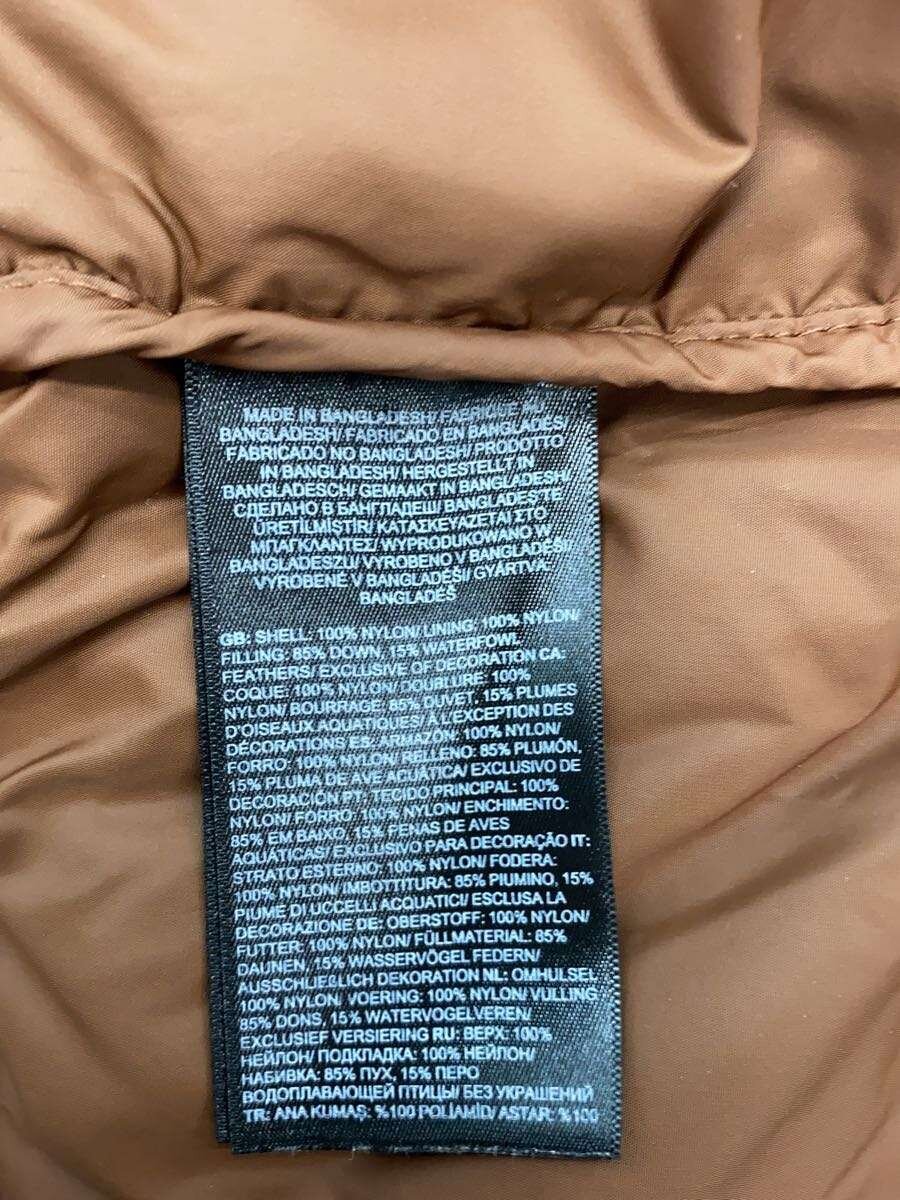 MADE IN BANGLADESH/ FABRIQUÉ AU
BANGLADESH/ FABRICADO EN BANGLADÉS/
FABRICADO NO BANGLADESH/ PRODOTTO
IN BANGLADESH/ HERGESTELLT IN
BANGLADESCH/ GEMAAKT IN BANGLADESH/
СДЕЛАНО В БАНГЛАДЕШ/ BANGLADEŞ'TE
ÜRETİLMİŞTİR/ ΚΑΤΑΣΚΕΥΑΖΕΤΑΙ ΣΤΟ
ΜΠΑΓΚΛΑΝΤΕΣ/ WYPRODUKOWANO W
BANGLADESZU/ VYROBENO V BANGLADÉŠI/
VYROBENÉ V BANGLADÉŠI/ GYÁRTVA:
BANGLADES
GB: SHELL: 100% NYLON/ LINING: 100% NYLON/
FILLING: 85% DOWN, 15% WATERFOWL
FEATHERS/ EXCLUSIVE OF DECORATION CA:
COQUE: 100% NYLON/ DOUBLURE: 100%
NYLON/ BOURRAGE: 85% DUVET, 15% PLUMES
D'OISEAUX AQUATIQUES/ À L'EXCEPTION DES
DÉCORATIONS ES: ARMAZÓN: 100% NYLON/
FORRO: 100% NYLON/ RELLENO: 85% PLUMÓN,
15% PLUMA DE AVE ACUÁTICA/ EXCLUSIVO DE
DECORACIÓN PT: TECIDO PRINCIPAL: 100%
NYLON/ FORRO: 100% NYLON/ ENCHIMENTO:
85% EM BAIXO, 15% PENAS DE AVES
AQUÁTICAS/ EXCLUSIVO PARA DECORAÇÃO IT:
STRATO ESTERNO: 100% NYLON/ FODERA:
100% NYLON/ IMBOTTITURA: 85% PIUMINO, 15%
PIUME DI UCCELLI ACQUATICI/ ESCLUSA LA
DECORAZIONE DE: OBERSTOFF: 100% NYLON/
FUTTER: 100% NYLON/ FÜLLMATERIAL: 85%
DAUNEN, 15% WASSERVÖGEL FEDERN/
AUSSCHLIEßLICH DEKORATION NL: OMHULSEL:
100% NYLON/ VOERING: 100% NYLON/ VULLING:
85% DONS, 15% WATERVOGELVEREN/
EXCLUSIEF VERSIERING RU: ВЕРХ: 100%
НЕЙЛОН/ ПОДКЛАДКА: 100% НЕЙЛОН/
НАБИВКА: 85% ПУХ, 15% ПЕРО
ВОДОПЛАВАЮЩЕЙ ПТИЦЫ/ БЕЗ УКРАШЕНИЙ
TR: ANA KUMAŞ: %100 POLİAMİD/ ASTAR: %100